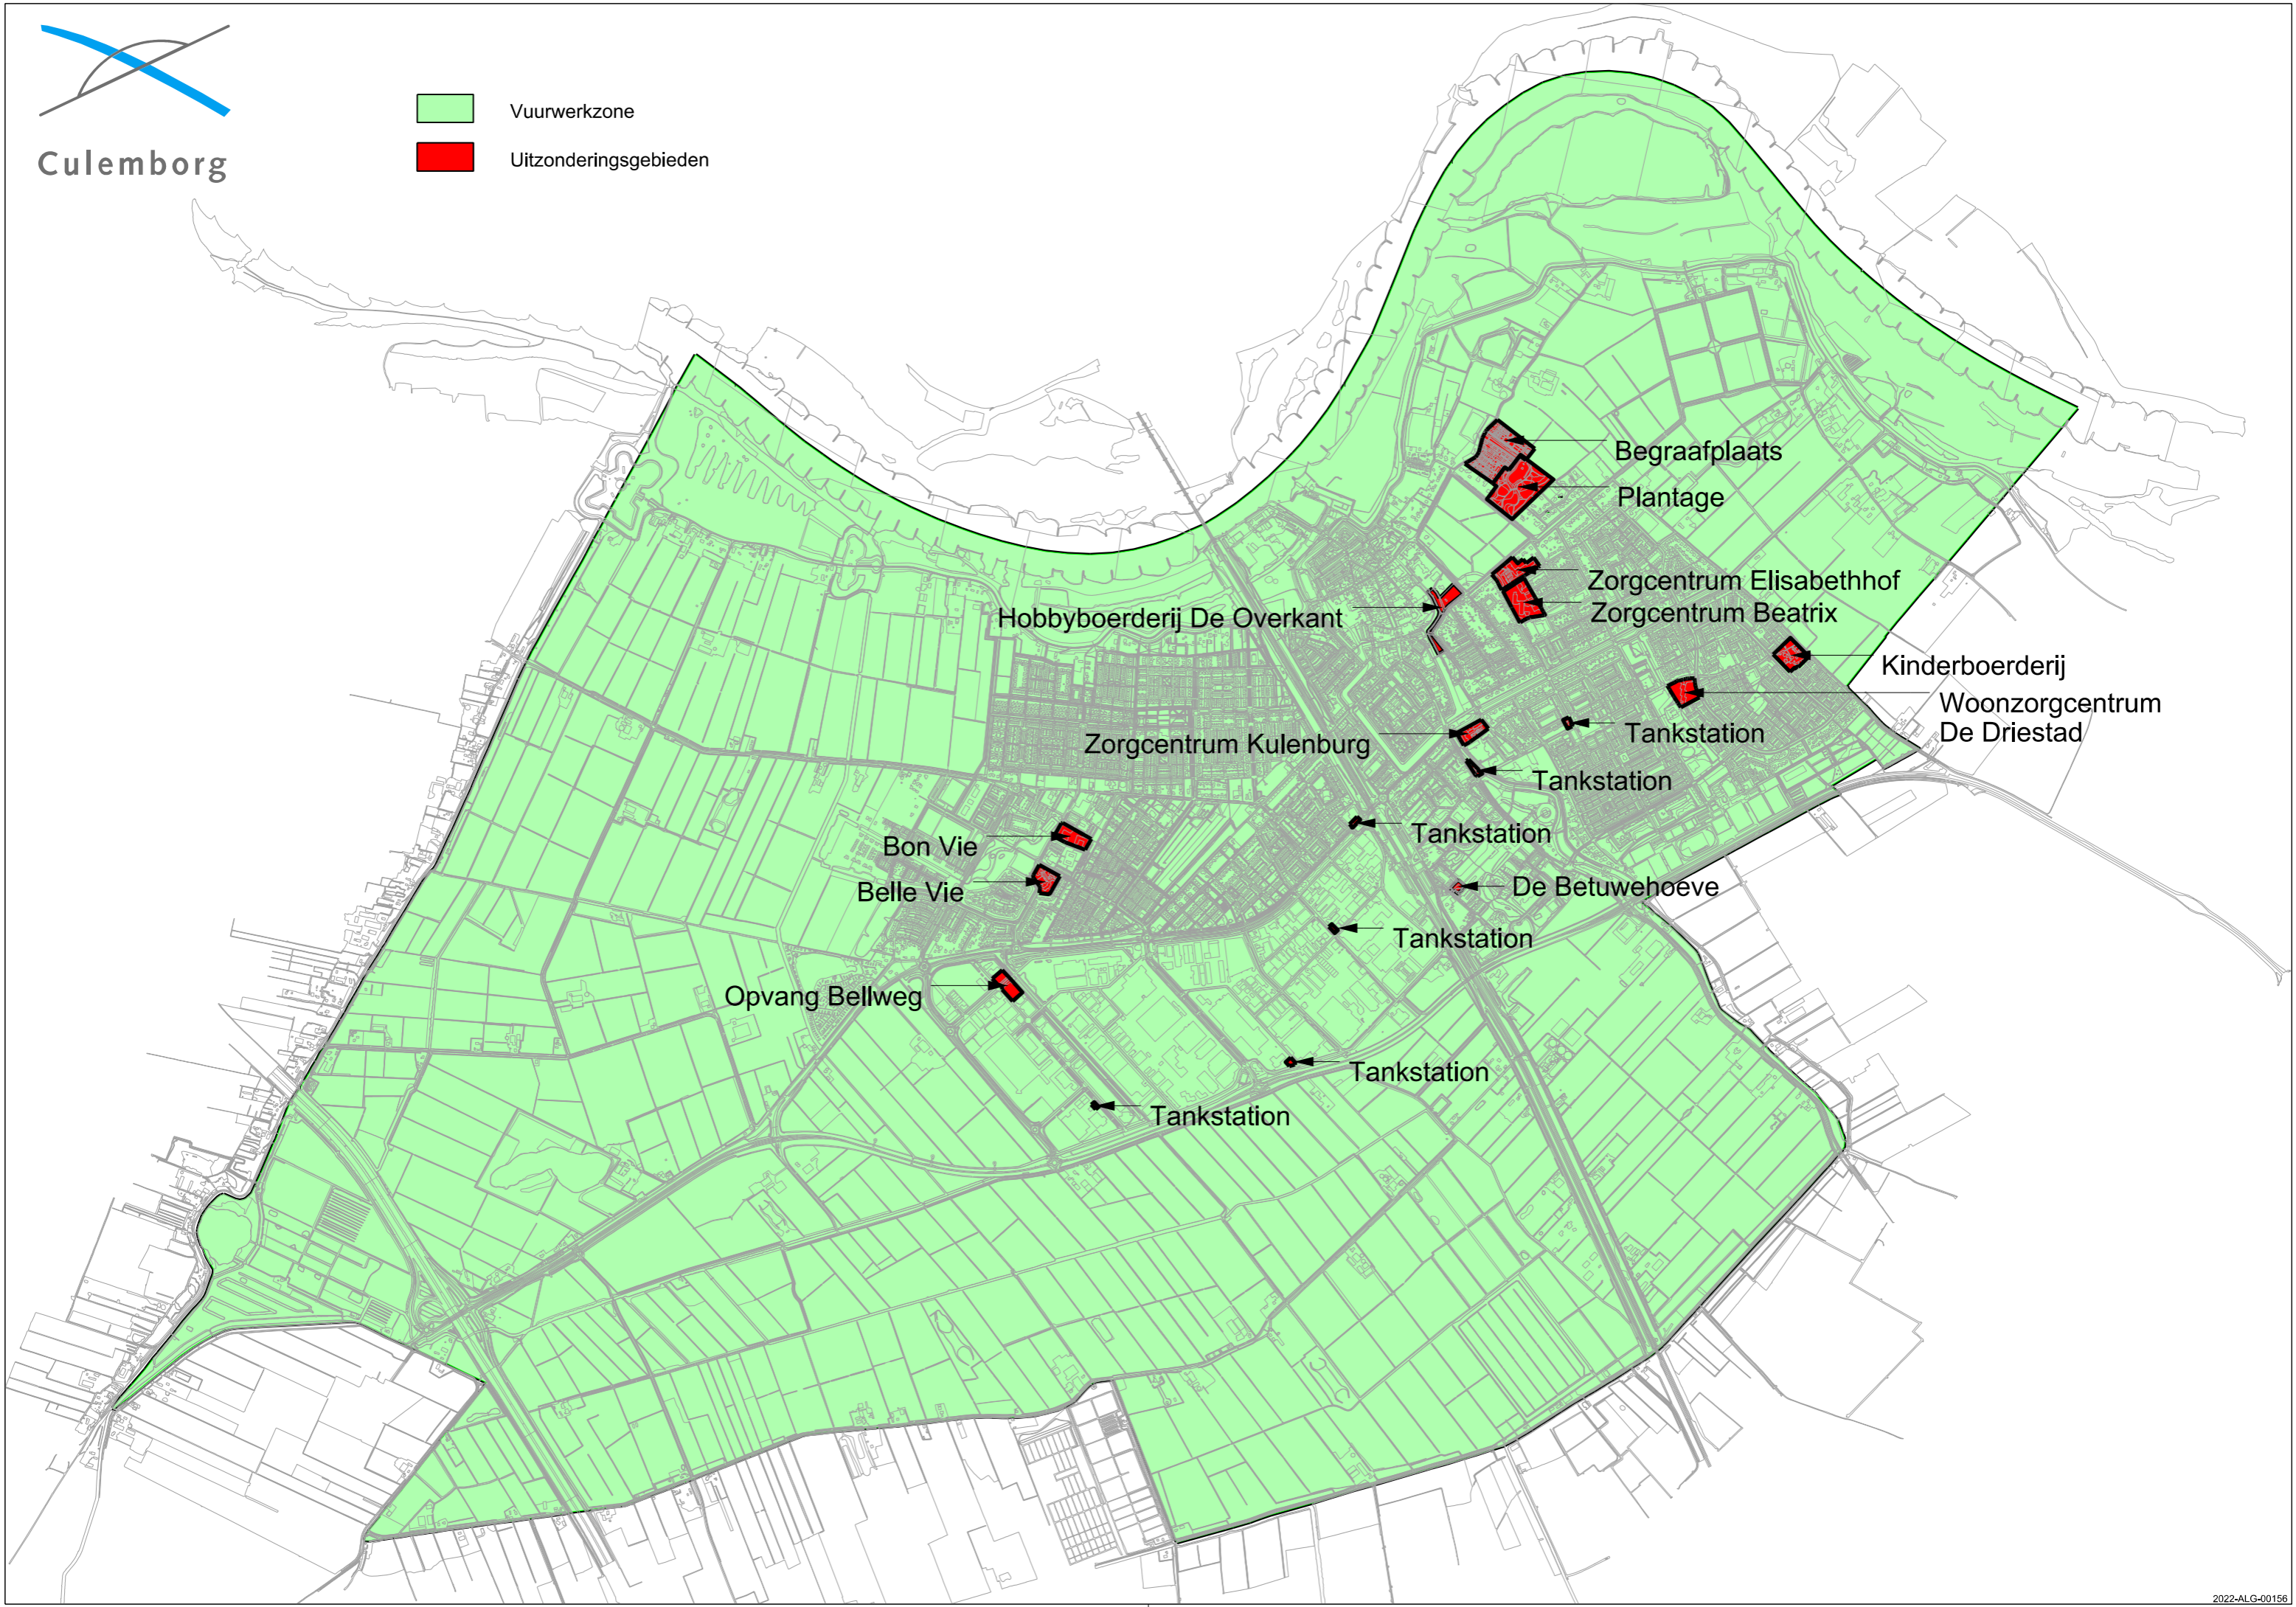 Culemborg
Vuurwerkzone
Uitzonderingsgebieden
Begraafplaats
Plantage
Zorgcentrum Elisabethhof
Zorgcentrum Beatrix
Hobbyboerderij De Overkant
Kinderboerderij
Woonzorgcentrum
De Driestad
Tankstation
Zorgcentrum Kulenburg
Tankstation
Tankstation
Bon Vie
Belle Vie
De Betuwehoeve
Tankstation
Opvang Bellweg
Tankstation
Tankstation
2022-ALG-00156